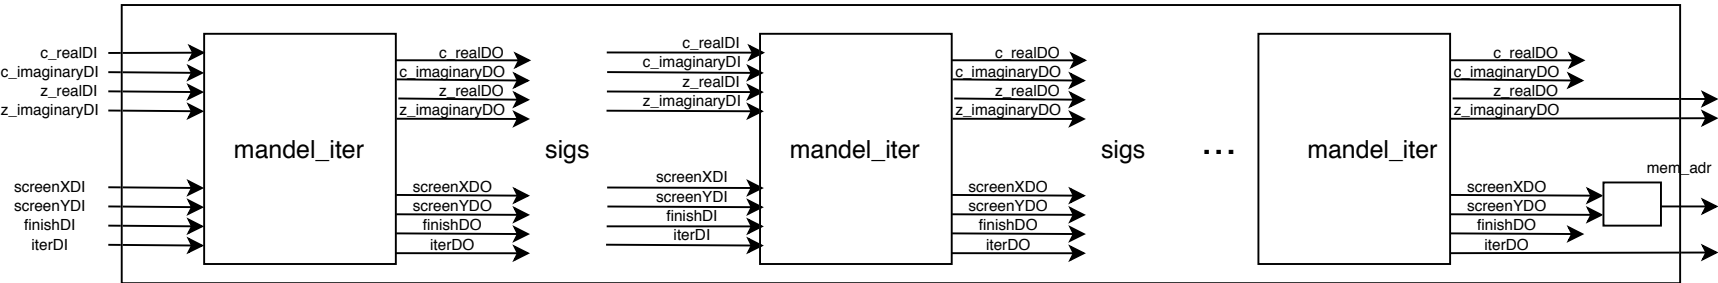 c_realDI
c_imaginaryDI
z_realDI
z_imaginaryDI
screenXDI
screenYDI
finishDI
iterDI
mandel_iter
c_realDO
c_imaginaryDO
z_realDO
z_imaginaryDO
screenXDO
screenYDO
finishDO
iterDO
sigs
c_realDI
c_imaginaryDI
z_realDI
z_imaginaryDI
screenXDI
screenYDI
finishDI
iterDI
mandel_iter
c_realDO
c_imaginaryDO
z_realDO
z_imaginaryDO
screenXDO
screenYDO
finishDO
iterDO
sigs
...
mandel_iter
c_realDO
c_imaginaryDO
z_realDO
z_imaginaryDO
screenXDO
screenYDO
finishDO
iterDO
mem_adr